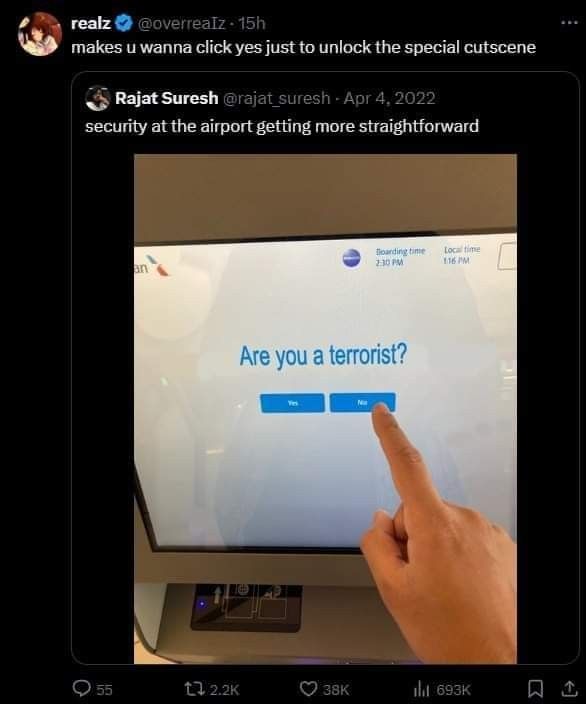 realz @overrealz · 15h
makes u wanna click yes just to unlock the special cutscene
Rajat Suresh @rajat_suresh · Apr 4, 2022
security at the airport getting more straightforward
an
Boarding time
2:30 PM
Local time
1:16 PM
Are you a terrorist?
Yes
No
55
2.2K
38K
693K